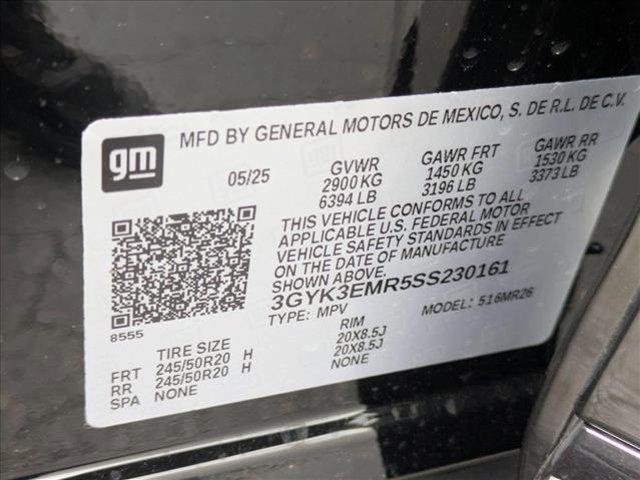 gm
MFD BY GENERAL MOTORS DE MEXICO, S. DE R.L. DE C.V.
05/25 GVWR GAWR FRT GAWR RR
2900 KG 1450 KG 1530 KG
6394 LB 3196 LB 3373 LB
THIS VEHICLE CONFORMS TO ALL
APPLICABLE U.S. FEDERAL MOTOR
VEHICLE SAFETY STANDARDS IN EFFECT
ON THE DATE OF MANUFACTURE
SHOWN ABOVE.
3GYK3EMR5SS230161
TYPE: MPV MODEL: 516MR26
8555
TIRE SIZE RIM
FRT 245/50R20 H 20X8.5J
RR 245/50R20 H 20X8.5J
SPA NONE NONE